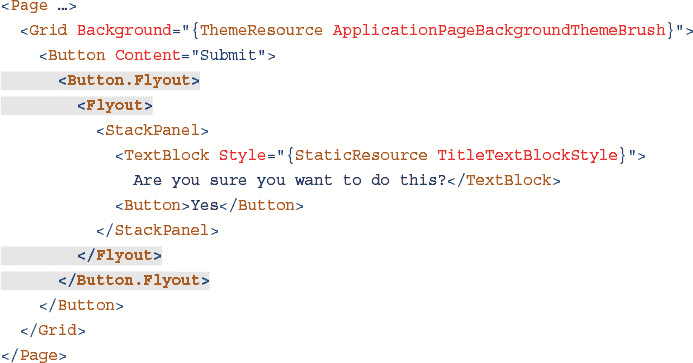 <Page …>
  <Grid Background="{ThemeResource ApplicationPageBackgroundThemeBrush}">
    <Button Content="Submit">
      <Button.Flyout>
        <Flyout>
          <StackPanel>
            <TextBlock Style="{StaticResource TitleTextBlockStyle}">
              Are you sure you want to do this?</TextBlock>
            <Button>Yes</Button>
          </StackPanel>
        </Flyout>
      </Button.Flyout>
    </Button>
  </Grid>
</Page>